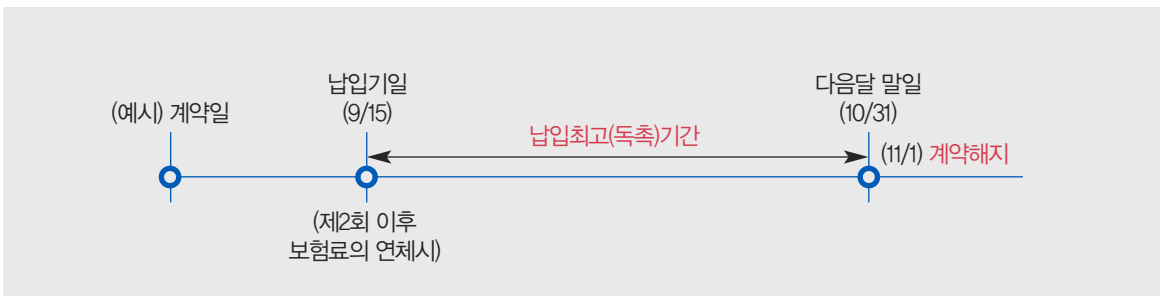 (예시) 계약일
납입기일
(9/15)
납입최고(독촉)기간
다음달 말일
(10/31)
(11/1) 계약해지
(제2회 이후
보험료의 연체시)